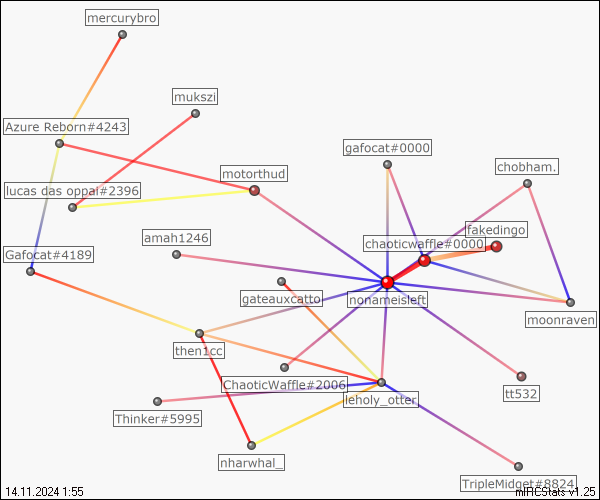 mercurybro
mukszi
Azure Reborn#4243
gafocat#0000
chobham.
motorthud
lucas das oppai#2396
fakedingo
amah1246
chaoticwaffle#0000
Gafocat#4189
gateauxcatto
nonameisleft
moonraven
then1cc
ChaoticWaffle#2006
leholy_otter
tt532
Thinker#5995
nharwhal_
TripleMidget#8824
14.11.2024 1:55
mIRCStats v1.25